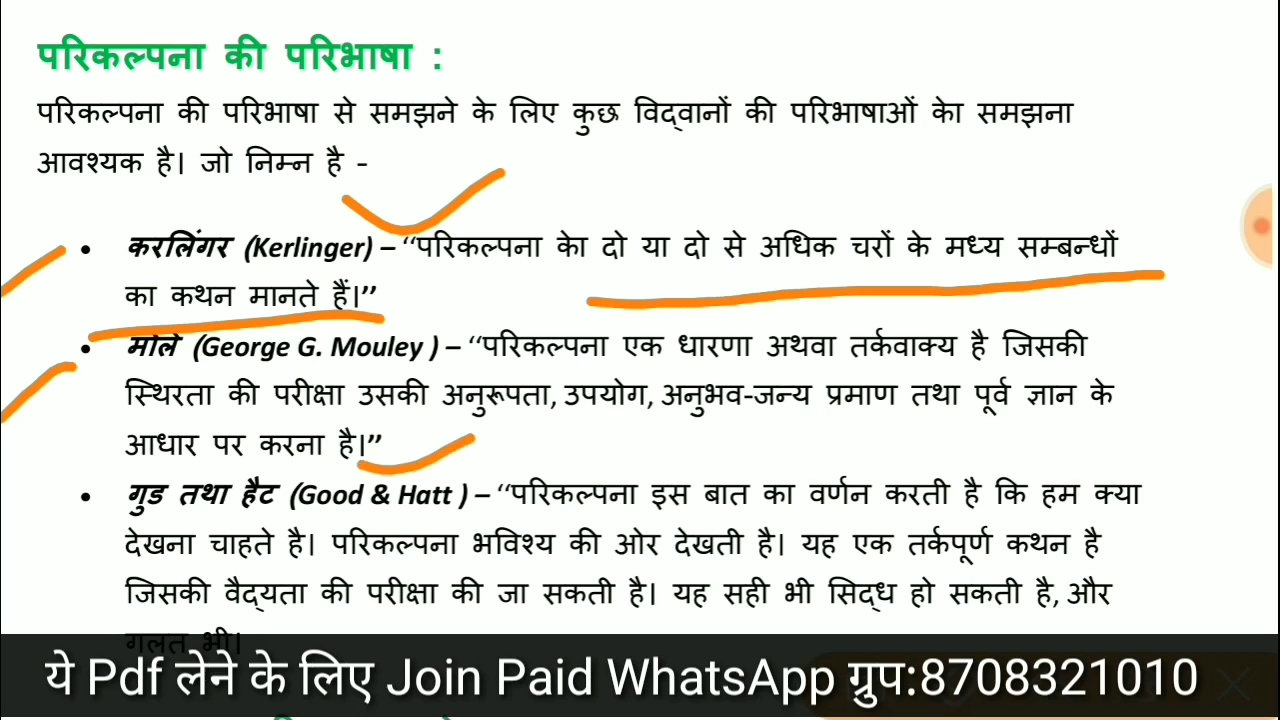 परिकल्पना की परिभाषा :
परिकल्पना की परिभाषा से समझने के लिए कुछ विद्वानों की परिभाषाओं केा समझना
आवश्यक है। जो निम्न है -
• करलिंगर (Kerlinger) – ‘‘परिकल्पना केा दो या दो से अधिक चरों के मध्य सम्बन्धों
का कथन मानते हैं।’’
• मोले (George G. Mouley ) – ‘‘परिकल्पना एक धारणा अथवा तर्कवाक्य है जिसकी
स्थिरता की परीक्षा उसकी अनुरूपता, उपयोग, अनुभव-जन्य प्रमाण तथा पूर्व ज्ञान के
आधार पर करना है।’’
• गुड तथा हैट (Good & Hatt ) – ‘‘परिकल्पना इस बात का वर्णन करती है कि हम क्या
देखना चाहते है। परिकल्पना भविश्य की ओर देखती है। यह एक तर्कपूर्ण कथन है
जिसकी वैद्यता की परीक्षा की जा सकती है। यह सही भी सिद्ध हो सकती है, और
गलत भी।
ये Pdf लेने के लिए Join Paid WhatsApp ग्रुप:8708321010